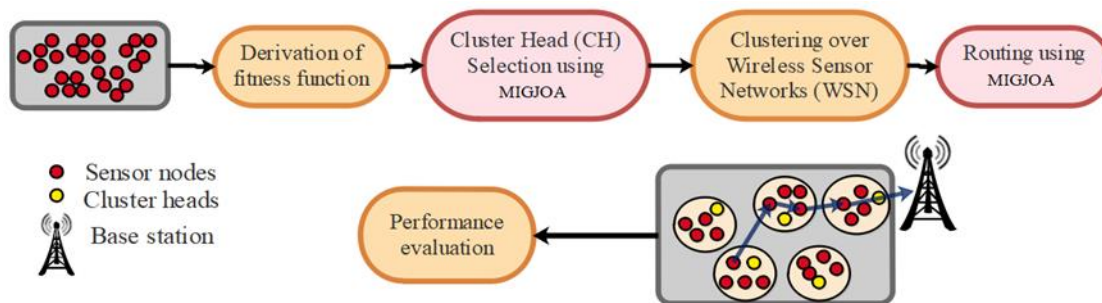 Derivation of
fitness function
Cluster Head (CH)
Selection using
MIGJOA
Clustering over
Wireless Sensor
Networks (WSN)
Routing using
MIGJOA
Sensor nodes
Cluster heads
Base station
Performance
evaluation